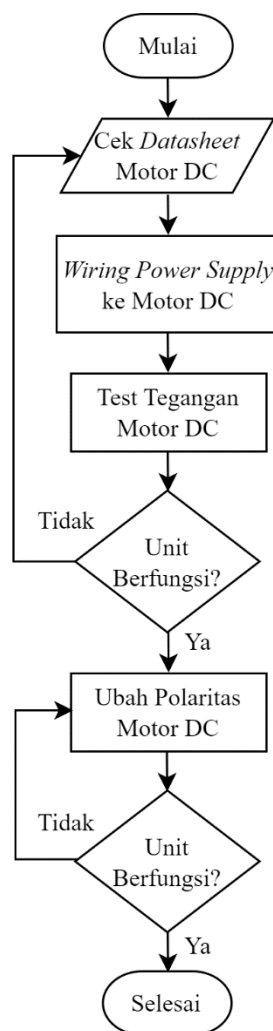 Mulai
Cek Datasheet
Motor DC
Wiring Power Supply
ke Motor DC
Test Tegangan
Motor DC
Tidak
Unit
Berfungsi?
Ya
Ubah Polaritas
Motor DC
Tidak
Unit
Berfungsi?
Ya
Selesai